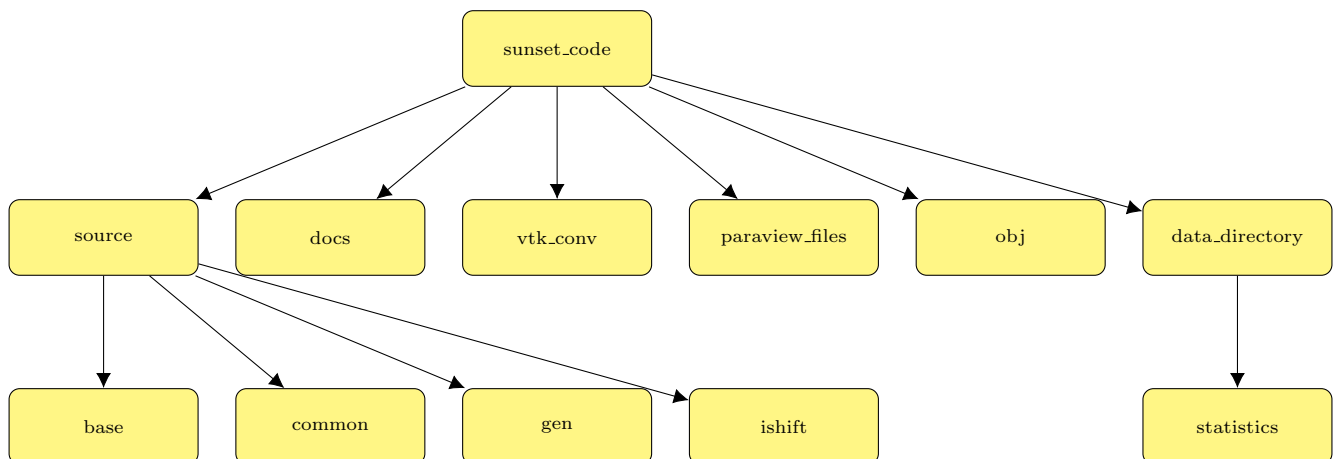 sunset_code
source
docs
vtk_conv
paraview_files
obj
data_directory
base
common
gen
ishift
statistics